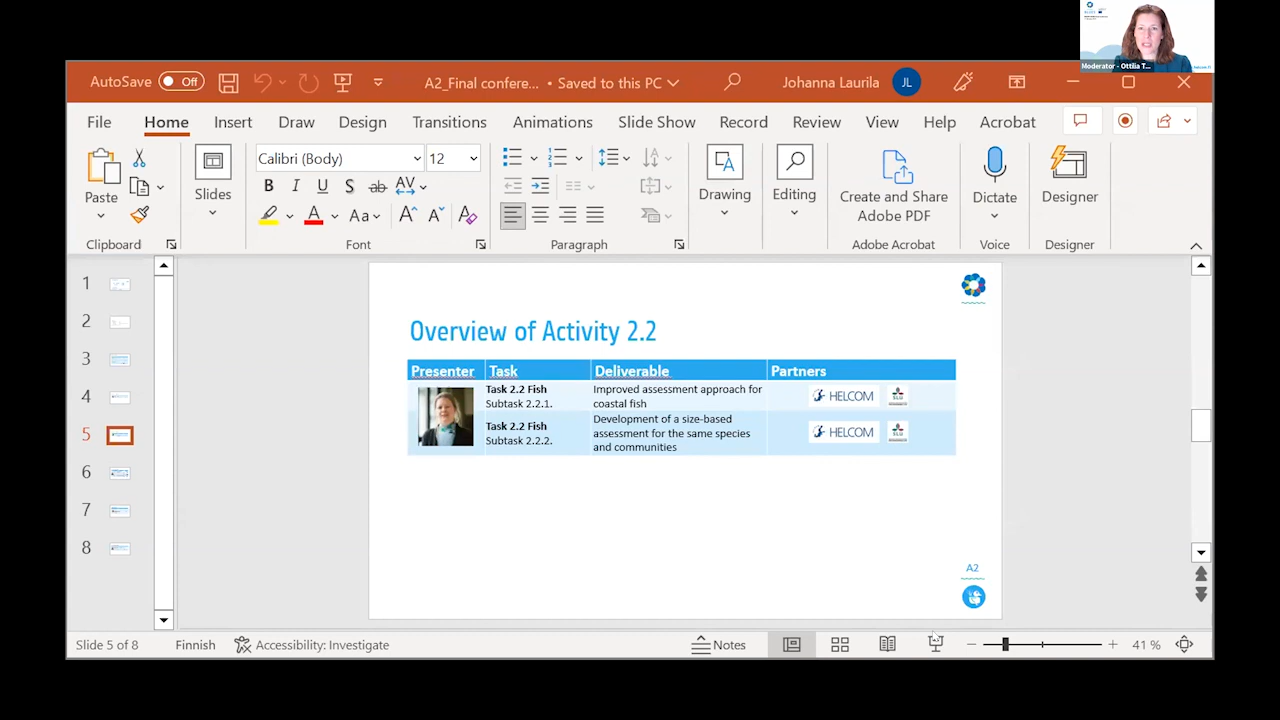 Moderator - Ottilia T...
AutoSave Off A2_Final confere... • Saved to this PC Johanna Laurila JL
File Home Insert Draw Design Transitions Animations Slide Show Record Review View Help Acrobat
Calibri (Body) 12
Paste Slides Drawing Editing Create and Share Adobe PDF Dictate Designer
B I U S ab AV
A Aa A A A
Clipboard Font Paragraph Adobe Acrobat Voice Designer
1
2
3
4
5
6
7
8
Overview of Activity 2.2
Presenter Task Deliverable Partners
Task 2.2 Fish
Subtask 2.2.1.
Improved assessment approach for
coastal fish
HELCOM SLU
Task 2.2 Fish
Subtask 2.2.2.
Development of a size-based
assessment for the same species
and communities
HELCOM SLU
A2
Slide 5 of 8 Finnish Accessibility: Investigate Notes 41 %